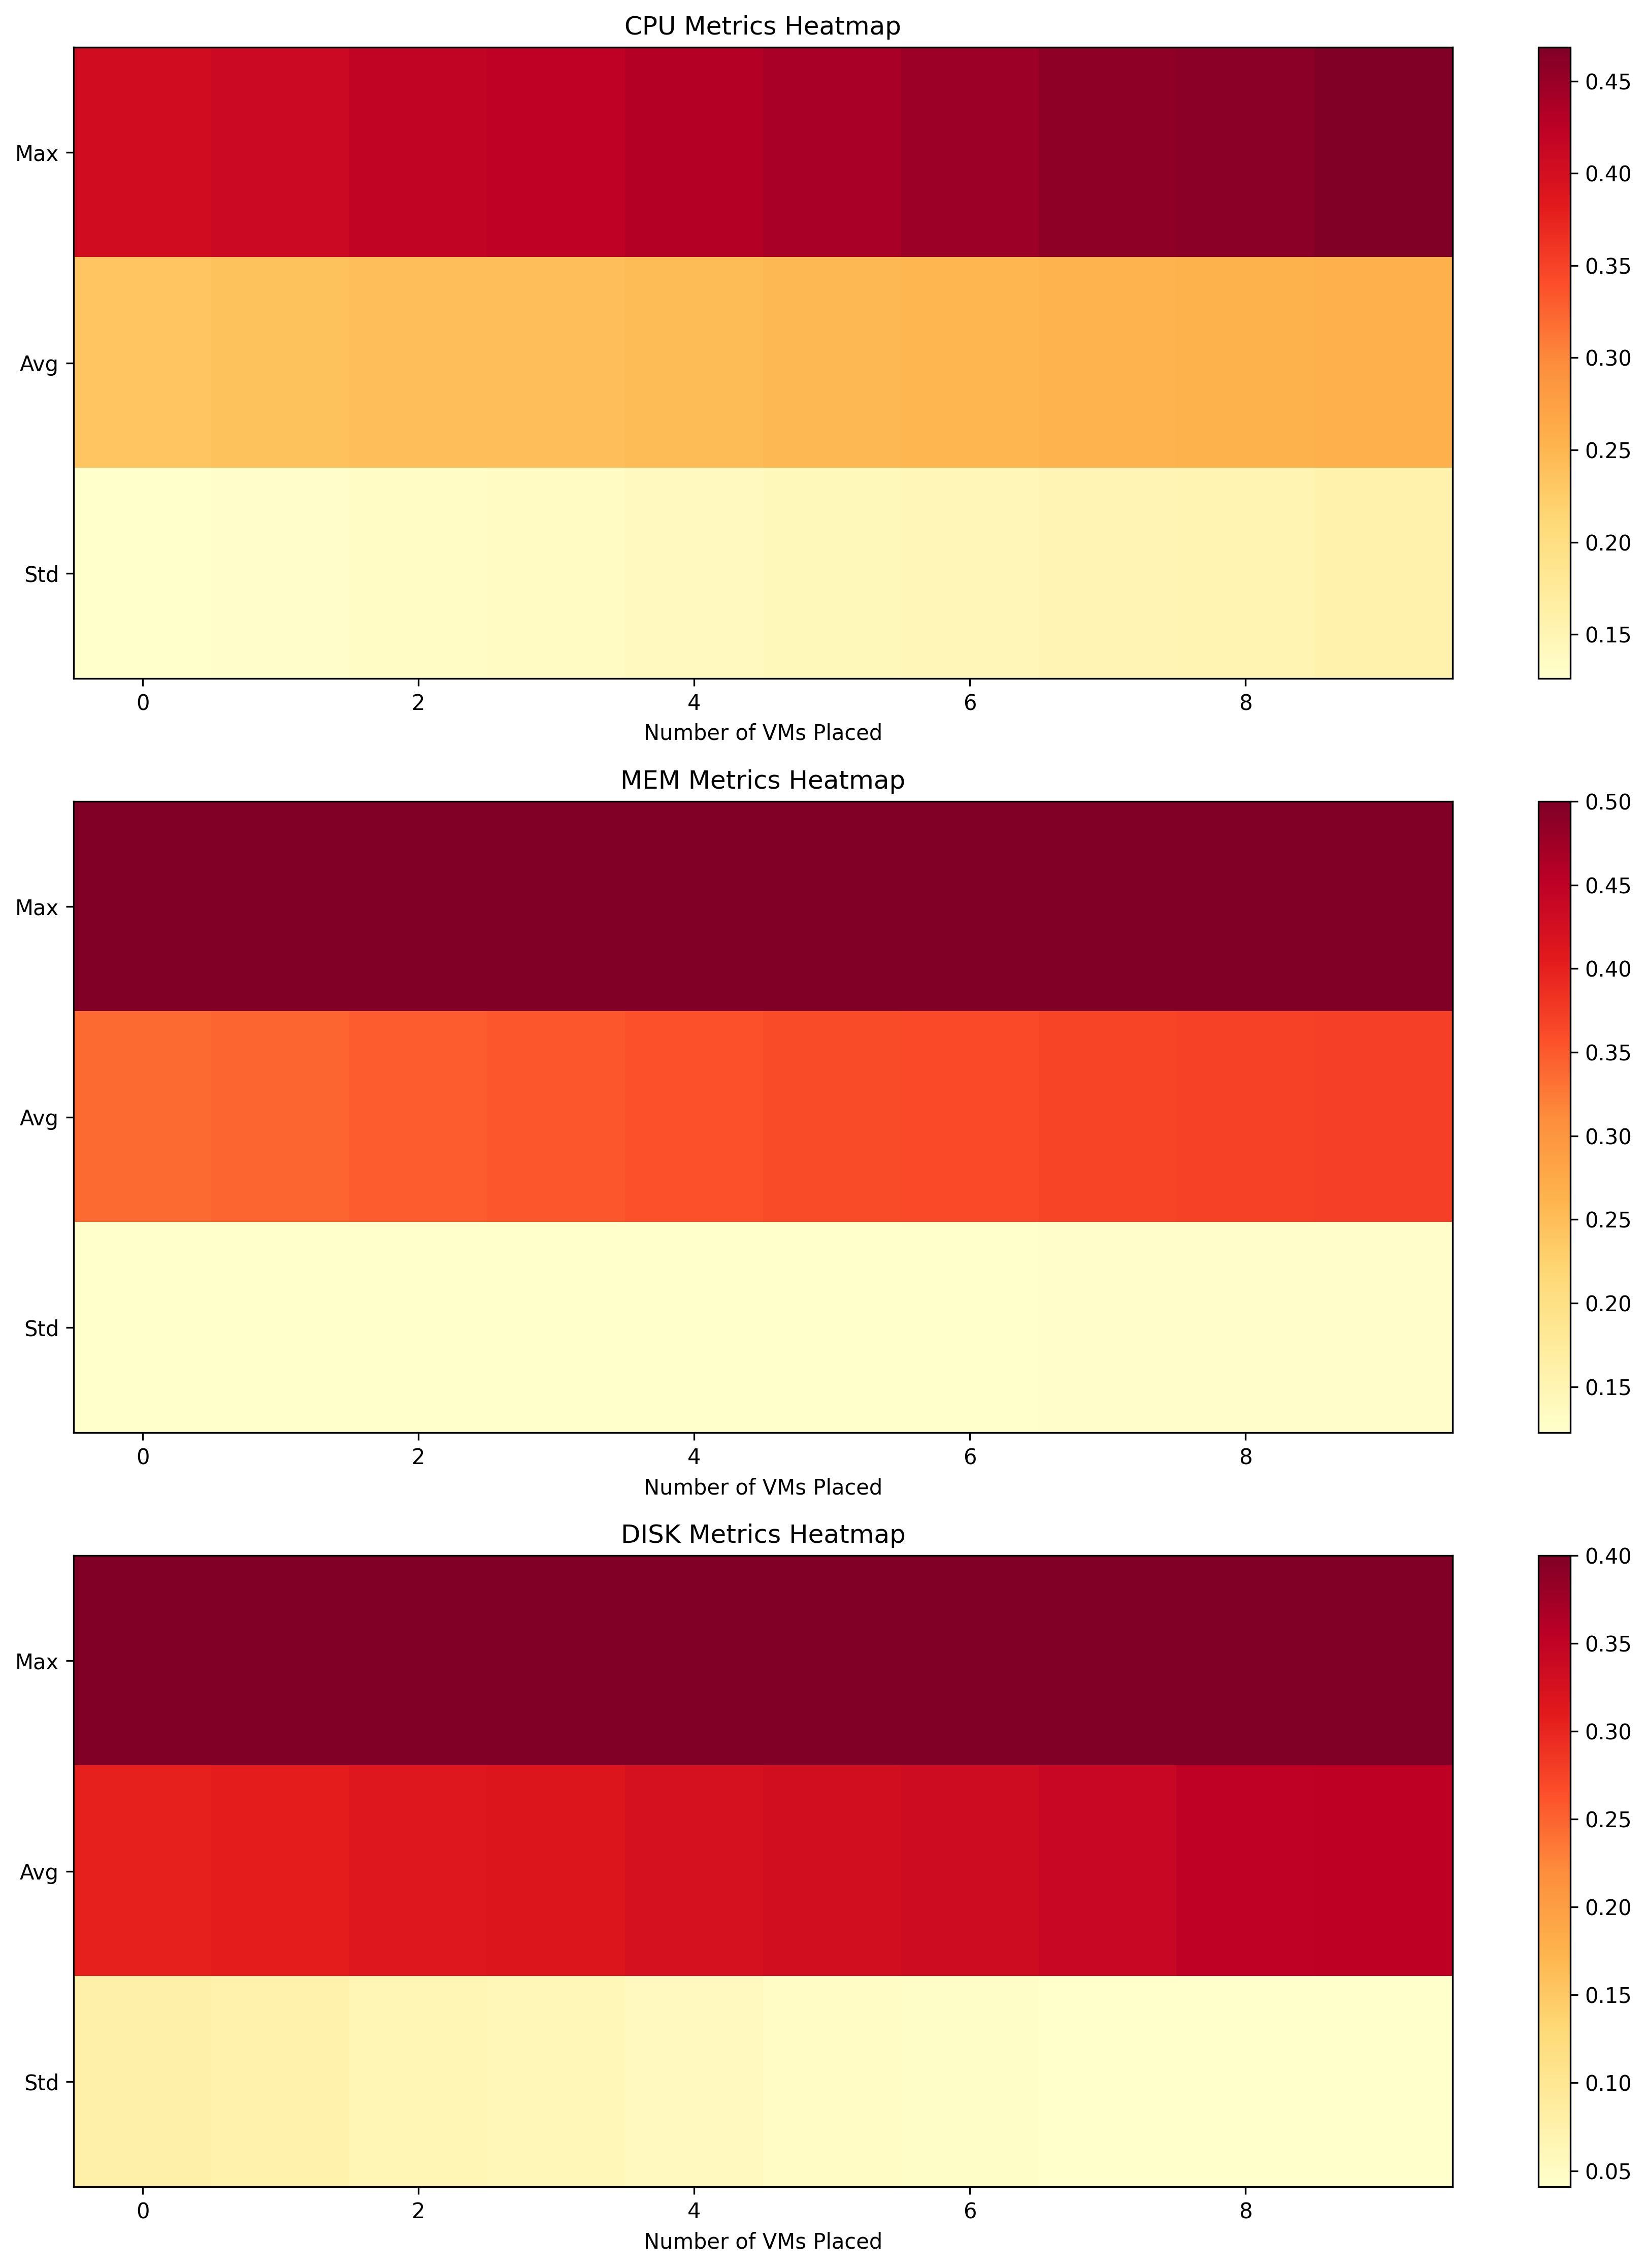 CPU Metrics Heatmap
Max
Avg
Std
0 2 4 6 8
Number of VMs Placed
0.45
0.40
0.35
0.30
0.25
0.20
0.15
MEM Metrics Heatmap
Max
Avg
Std
0 2 4 6 8
Number of VMs Placed
0.50
0.45
0.40
0.35
0.30
0.25
0.20
0.15
DISK Metrics Heatmap
Max
Avg
Std
0 2 4 6 8
Number of VMs Placed
0.40
0.35
0.30
0.25
0.20
0.15
0.10
0.05